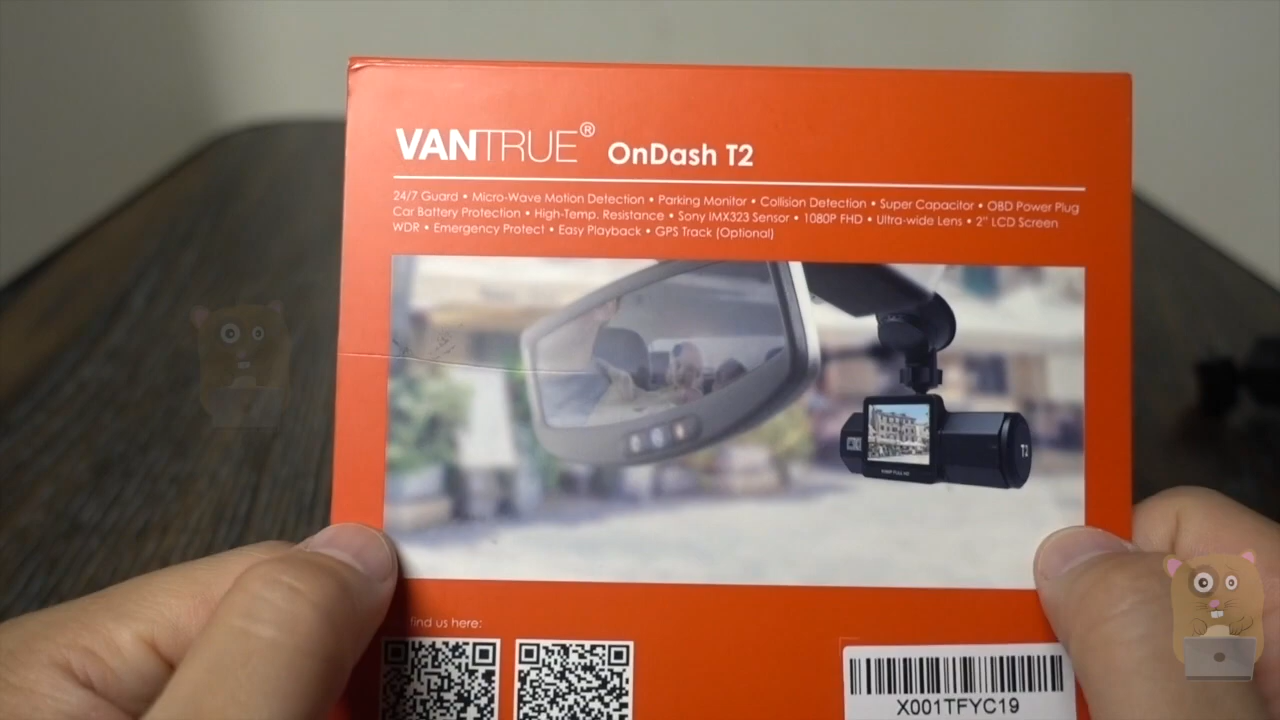 VANTRUE® OnDash T2
24/7 Guard • Micro-Wave Motion Detection • Parking Monitor • Collision Detection • Super Capacitor • OBD Power Plug
Car Battery Protection • High-Temp. Resistance • Sony IMX323 Sensor • 1080P FHD • Ultra-wide Lens • 2" LCD Screen
WDR • Emergency Protect • Easy Playback • GPS Track (Optional)
T2
find us here:
X001TFYC19